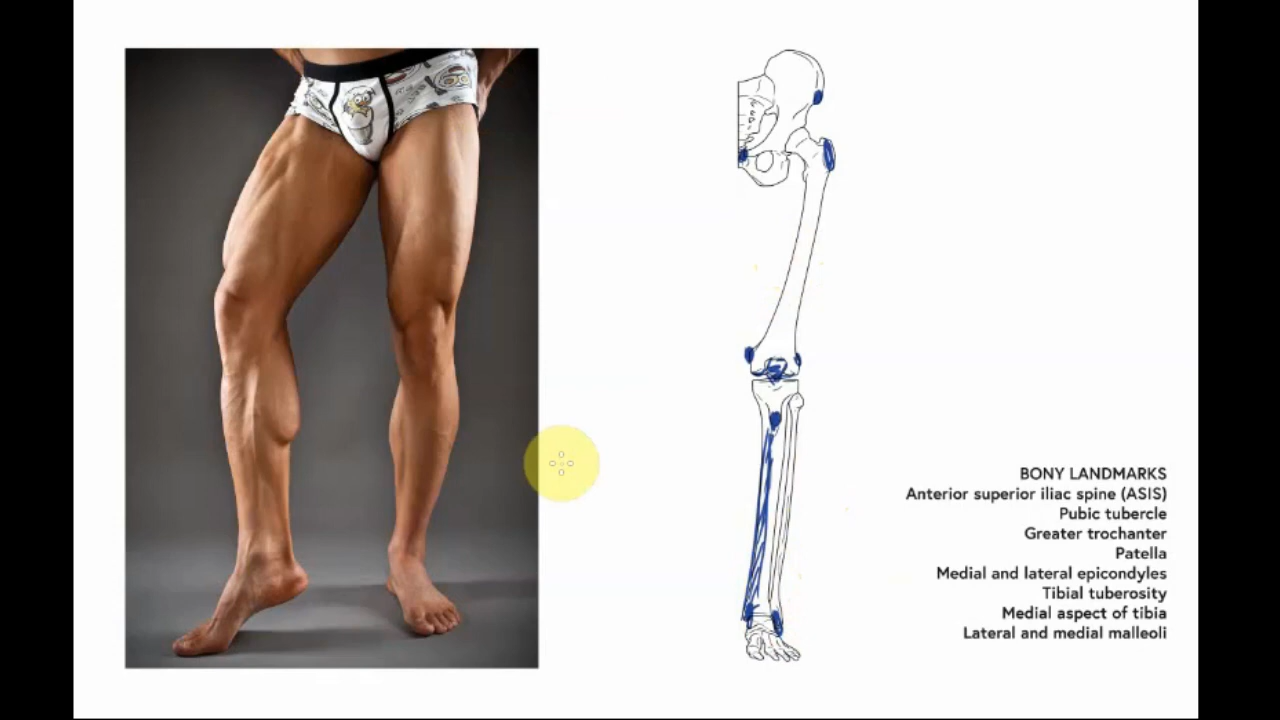 BONY LANDMARKS
Anterior superior iliac spine (ASIS)
Pubic tubercle
Greater trochanter
Patella
Medial and lateral epicondyles
Tibial tuberosity
Medial aspect of tibia
Lateral and medial malleoli